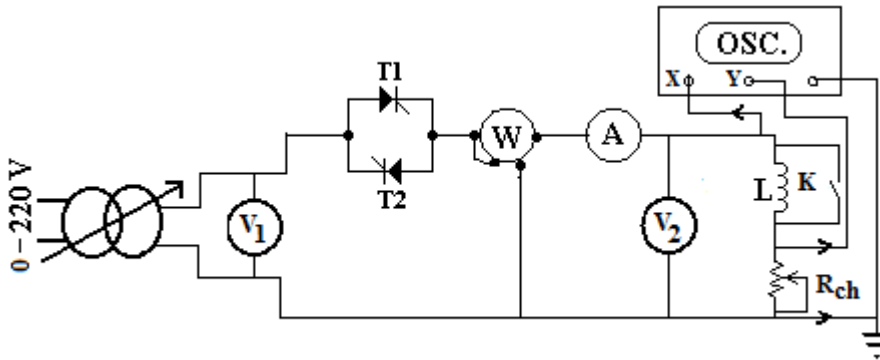 OSC.
X Y
T1
W A
T2
L K
V1 V2
0 – 220 V
Rch